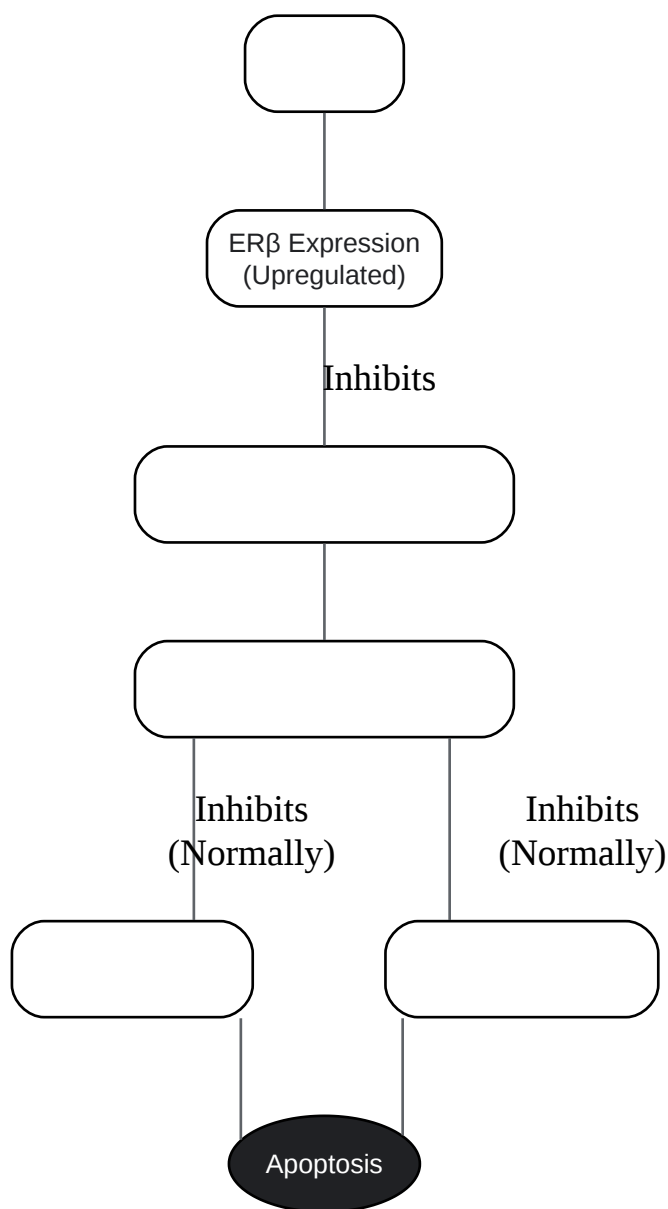 ERβ Expression
(Upregulated)
Inhibits
Inhibits
(Normally)
Inhibits
(Normally)
Apoptosis